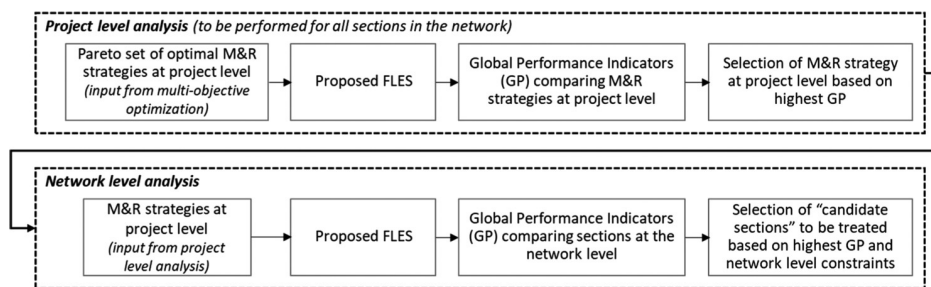 Project level analysis (to be performed for all sections in the network)
Pareto set of optimal M&R
strategies at project level
(input from multi-objective
optimization)
Proposed FLES
Global Performance Indicators
(GP) comparing M&R
strategies at project level
Selection of M&R strategy
at project level based on
highest GP
Network level analysis
M&R strategies at
project level
(input from project
level analysis)
Proposed FLES
Global Performance Indicators
(GP) comparing sections at the
network level
Selection of “candidate
sections” to be treated
based on highest GP and
network level constraints